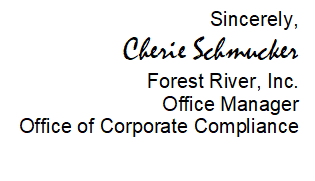 Sincerely,
Cherie Schmucker
Forest River, Inc.
Office Manager
Office of Corporate Compliance